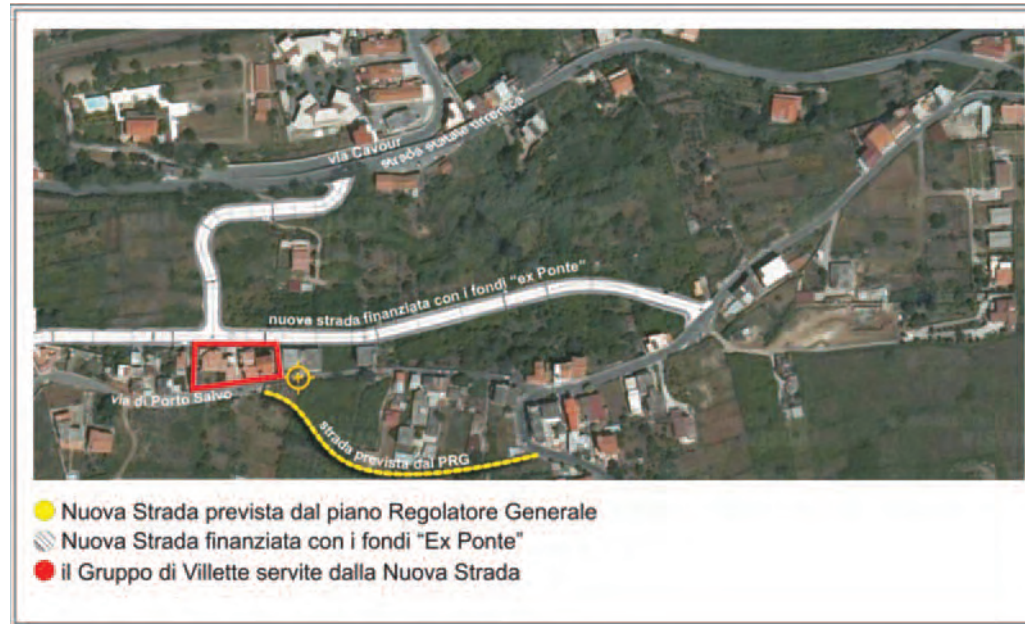 via Cavour
strada statale tirrenica
nuova strada finanziata con i fondi “ex Ponte”
via di Porto Salvo
strada prevista dal PRG
Nuova Strada prevista dal piano Regolatore Generale
Nuova Strada finanziata con i fondi “Ex Ponte”
il Gruppo di Villette servite dalla Nuova Strada